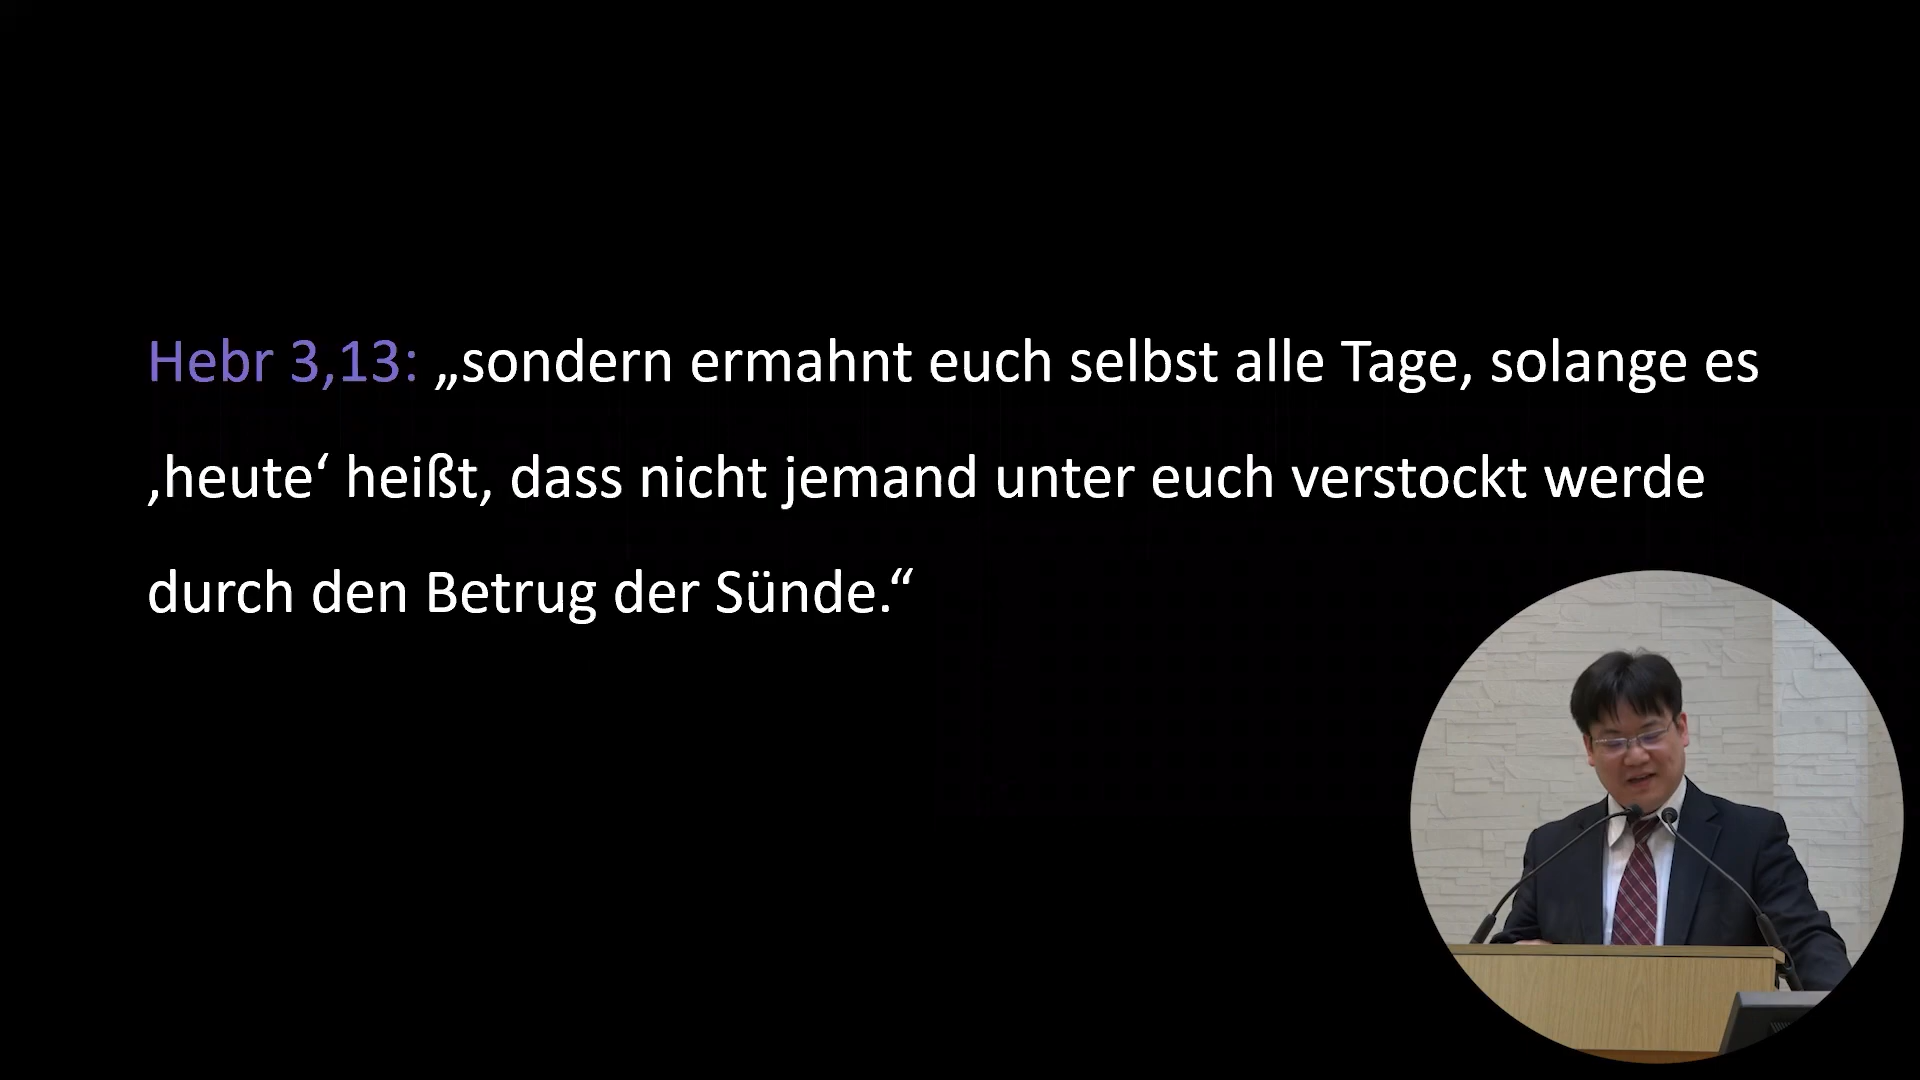 Hebr 3,13: „sondern ermahnt euch selbst alle Tage, solange es
‚heute‘ heißt, dass nicht jemand unter euch verstockt werde
durch den Betrug der Sünde.“